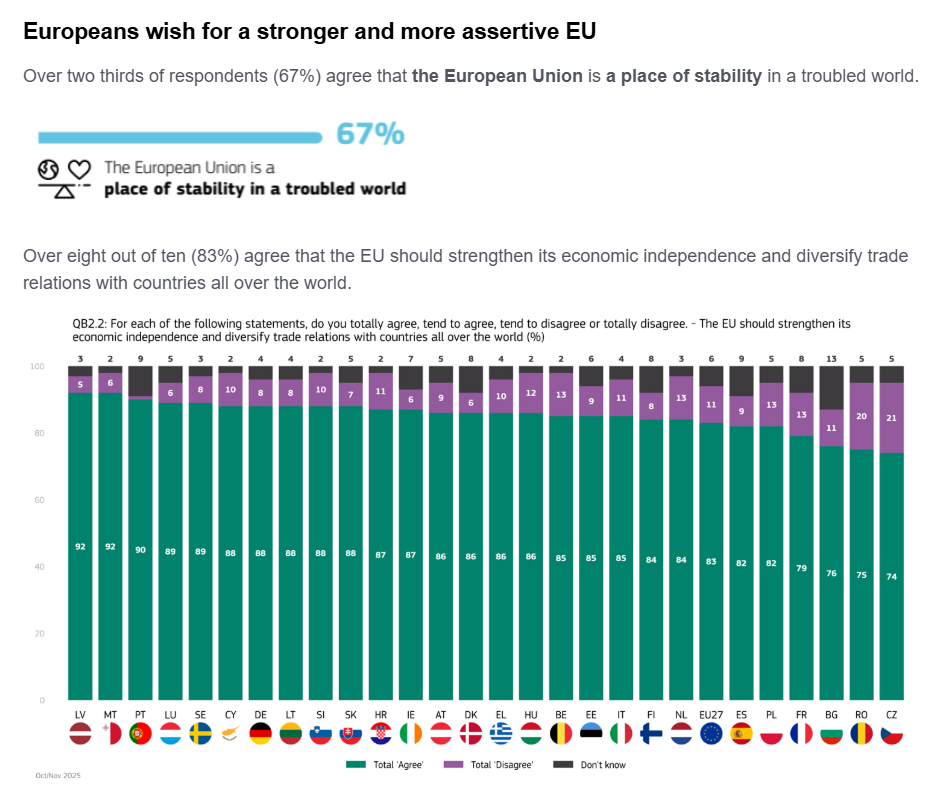 Europeans wish for a stronger and more assertive EU
Over two thirds of respondents (67%) agree that the European Union is a place of stability in a troubled world.
67%
The European Union is a
place of stability in a troubled world
Over eight out of ten (83%) agree that the EU should strengthen its economic independence and diversify trade
relations with countries all over the world.
QB2.2: For each of the following statements, do you totally agree, tend to agree, tend to disagree or totally disagree. - The EU should strengthen its
economic independence and diversify trade relations with countries all over the world (%)
3 2 9 5 3 2 4 4 2 5 2 7 5 8 4 2 2 6 4 8 3 6 9 5 8 13 5 5
100
5 6 6 8 10 8 8 10 7 11 6 9 6 10 12 13 9 11 8 13 11 9 13 13 11 20 21
80
60
92 92 90 89 89 88 88 88 88 88 87 87 86 86 86 86 85 85 85 84 84 83 82 82 79 76 75 74
40
20
0
LV MT PT LU SE CY DE LT SI SK HR IE AT DK EL HU BE EE IT FI NL EU27 ES PL FR BG RO CZ
Total 'Agree' Total 'Disagree' Don't know
Oct/Nov 2025